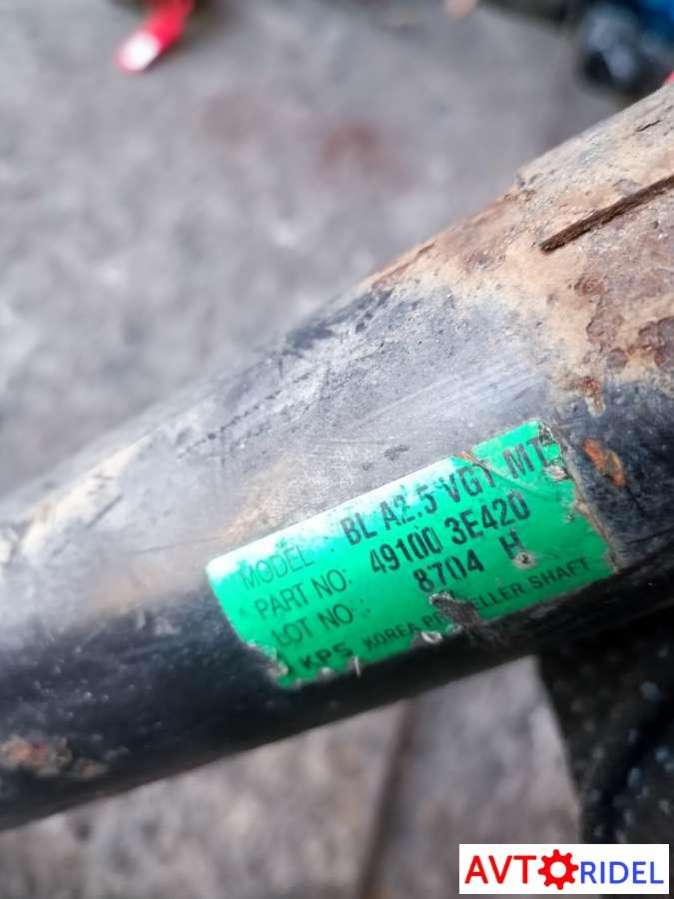 MODEL : BL A2.5 VGT MT
PART NO: 49100 3E420
LOT NO : 8704 H
KPS KOREA PROPELLER SHAFT
AVTORIDEL